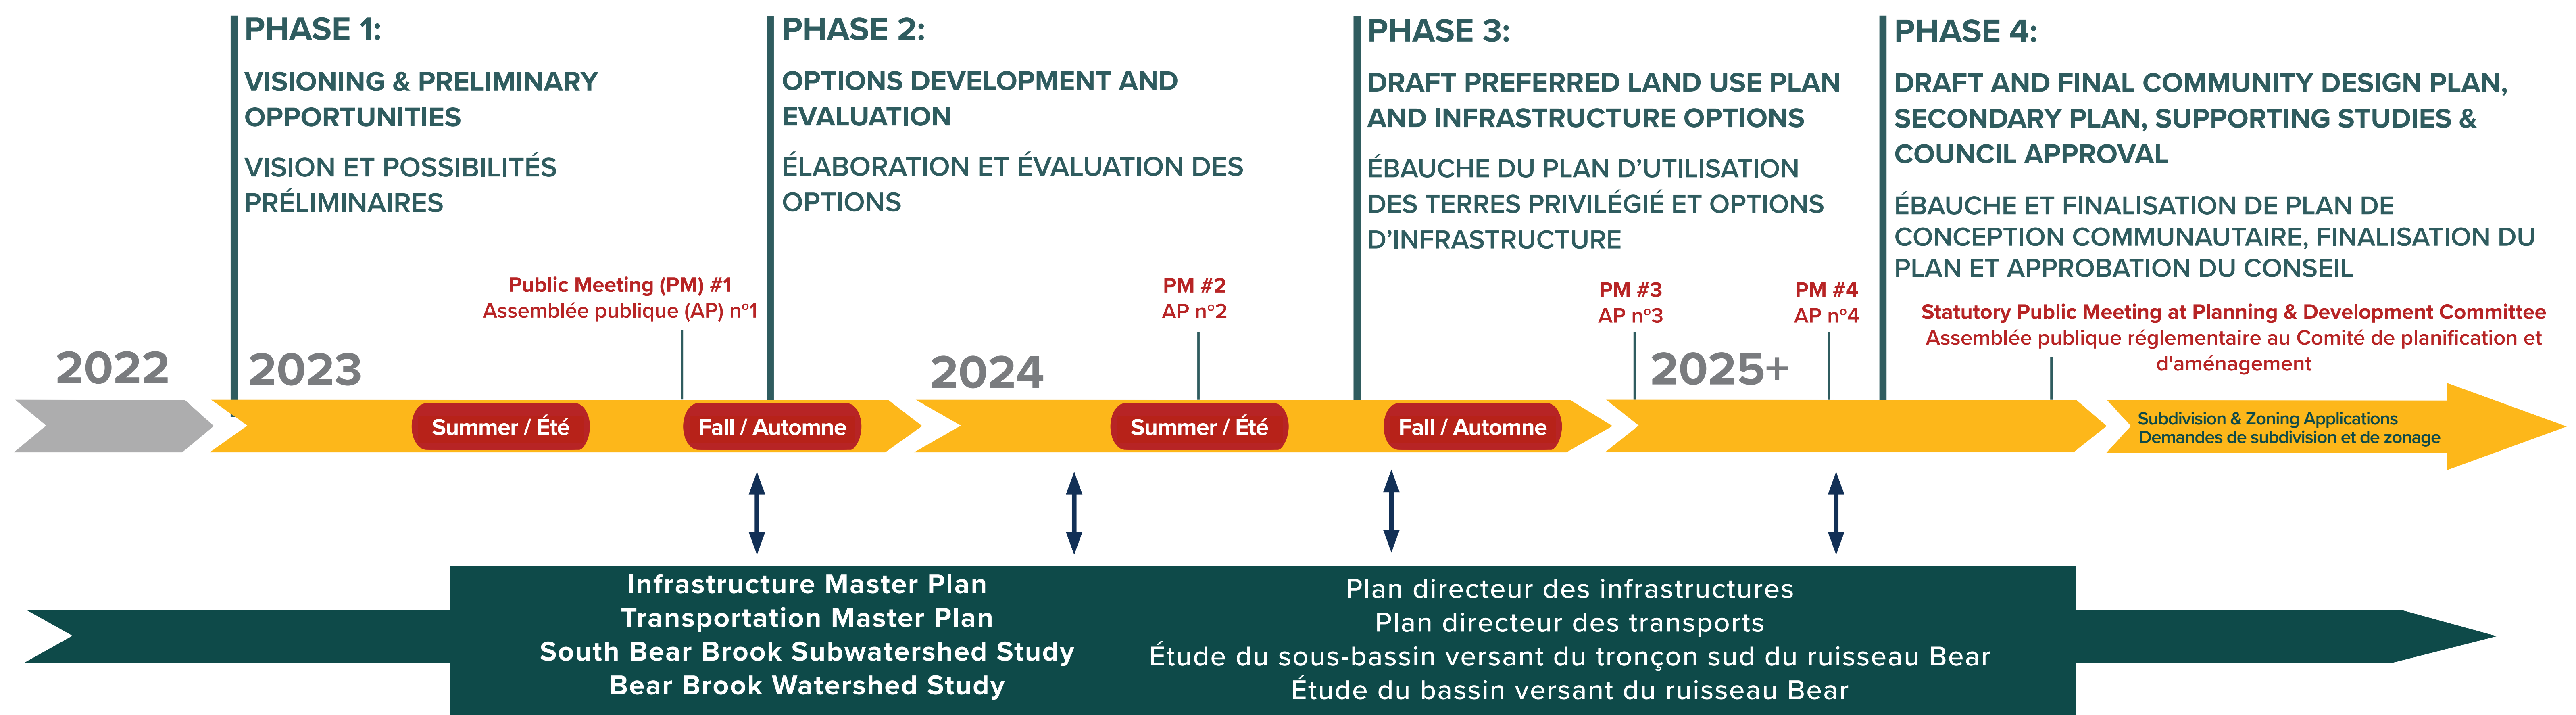 PHASE 1:
VISIONING & PRELIMINARY
OPPORTUNITIES
VISION ET POSSIBILITÉS
PRÉLIMINAIRES
PHASE 2:
OPTIONS DEVELOPMENT AND
EVALUATION
ÉLABORATION ET ÉVALUATION DES
OPTIONS
PHASE 3:
DRAFT PREFERRED LAND USE PLAN
AND INFRASTRUCTURE OPTIONS
ÉBAUCHE DU PLAN D’UTILISATION
DES TERRES PRIVILÉGIÉ ET OPTIONS
D’INFRASTRUCTURE
PHASE 4:
DRAFT AND FINAL COMMUNITY DESIGN PLAN,
SECONDARY PLAN, SUPPORTING STUDIES &
COUNCIL APPROVAL
ÉBAUCHE ET FINALISATION DE PLAN DE
CONCEPTION COMMUNAUTAIRE, FINALISATION DU
PLAN ET APPROBATION DU CONSEIL
Public Meeting (PM) #1
Assemblée publique (AP) nº1
PM #2
AP nº2
PM #3
AP nº3
PM #4
AP nº4
Statutory Public Meeting at Planning & Development Committee
Assemblée publique réglementaire au Comité de planification et
d'aménagement
2022
2023
2024
2025+
Summer / Été
Fall / Automne
Summer / Été
Fall / Automne
Subdivision & Zoning Applications
Demandes de subdivision et de zonage
Infrastructure Master Plan
Transportation Master Plan
South Bear Brook Subwatershed Study
Bear Brook Watershed Study
Plan directeur des infrastructures
Plan directeur des transports
Étude du sous-bassin versant du tronçon sud du ruisseau Bear
Étude du bassin versant du ruisseau Bear